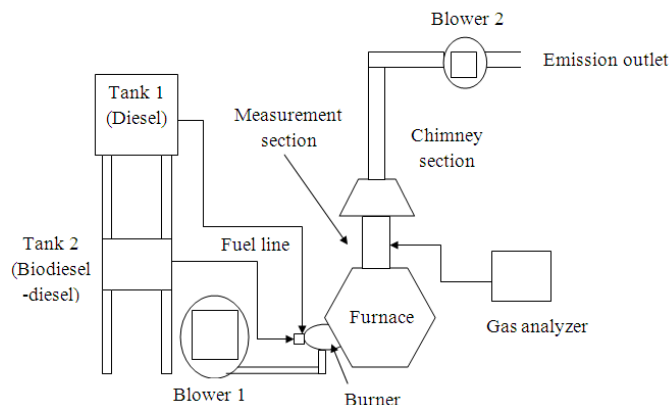 Blower 2
Emission outlet
Tank 1
(Diesel)
Measurement
section
Chimney
section
Tank 2
(Biodiesel
-diesel)
Fuel line
Furnace
Gas analyzer
Blower 1
Burner